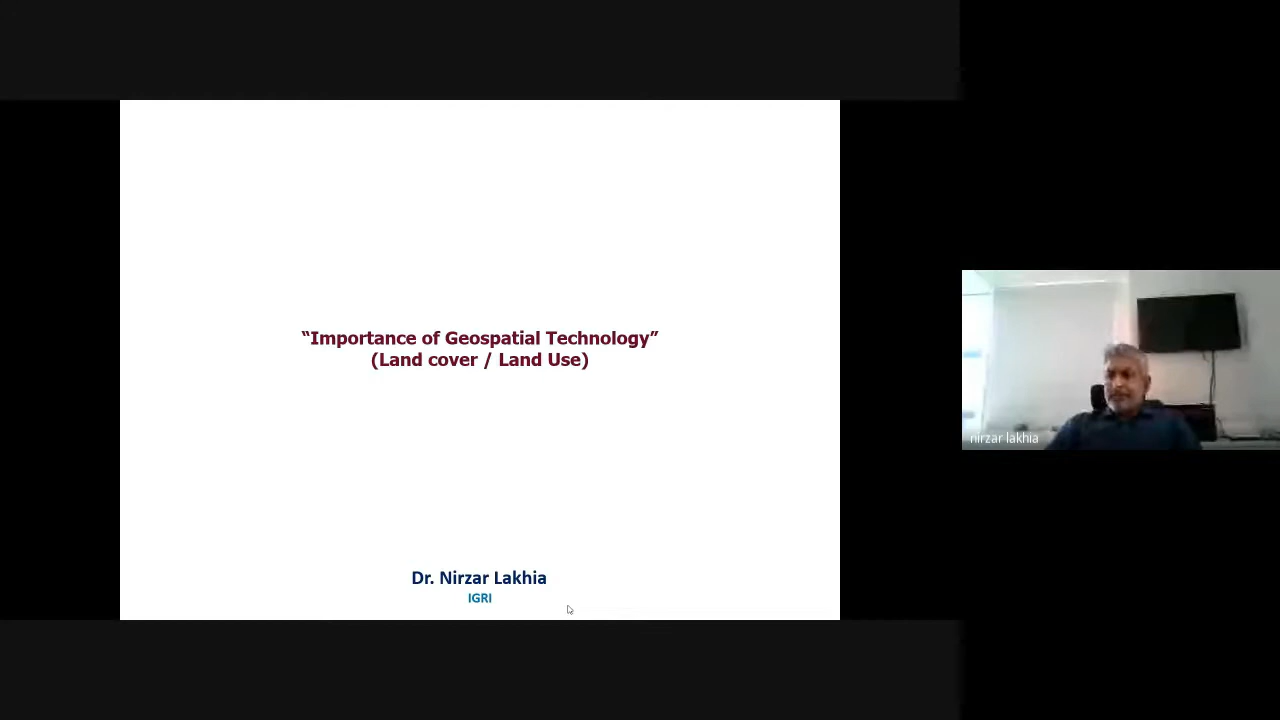 “Importance of Geospatial Technology”
(Land cover / Land Use)
Dr. Nirzar Lakhia
IGRI
nirzar lakhia